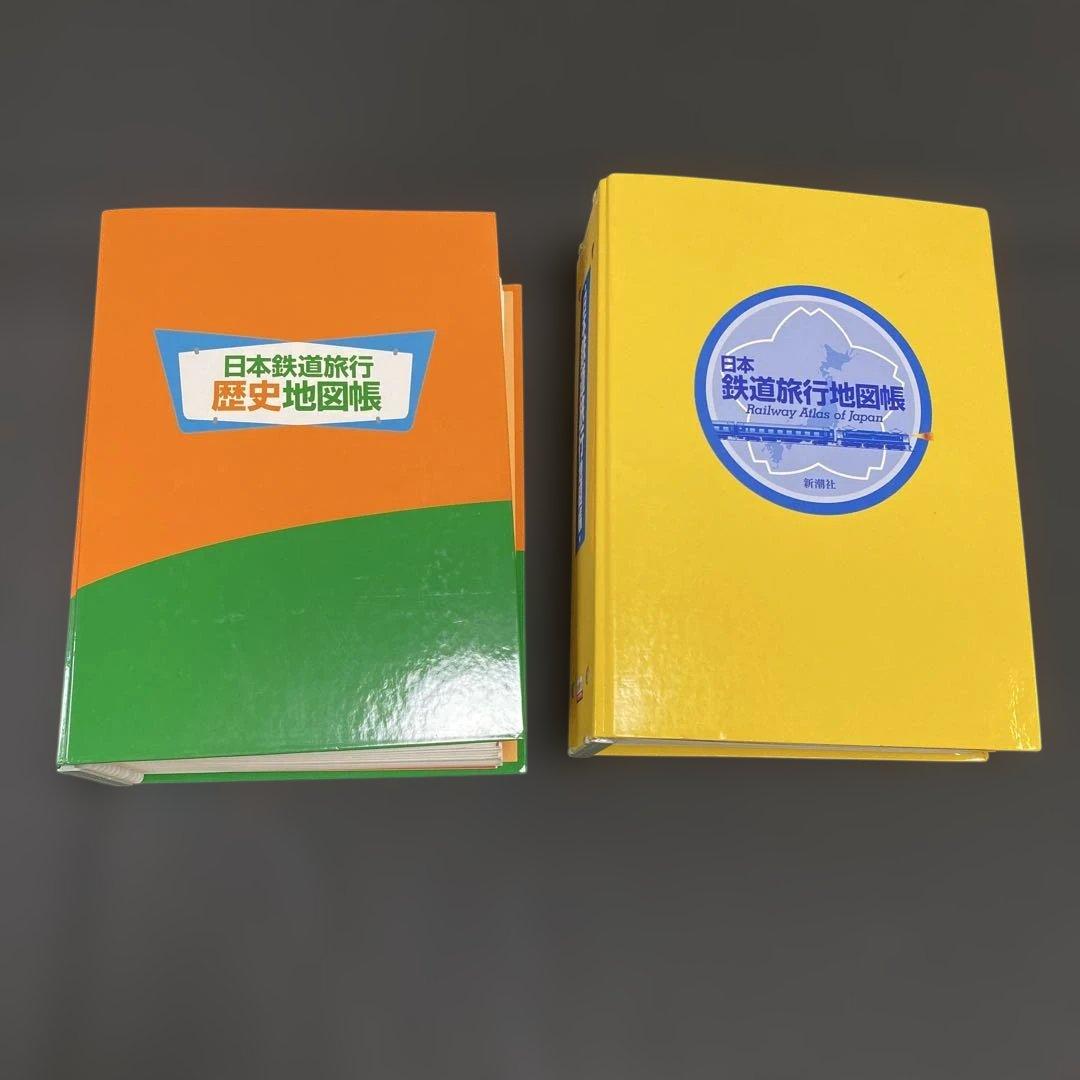 日本鉄道旅行
歴史地図帳
日本
鉄道旅行地図帳
Railway Atlas of Japan
新潮社